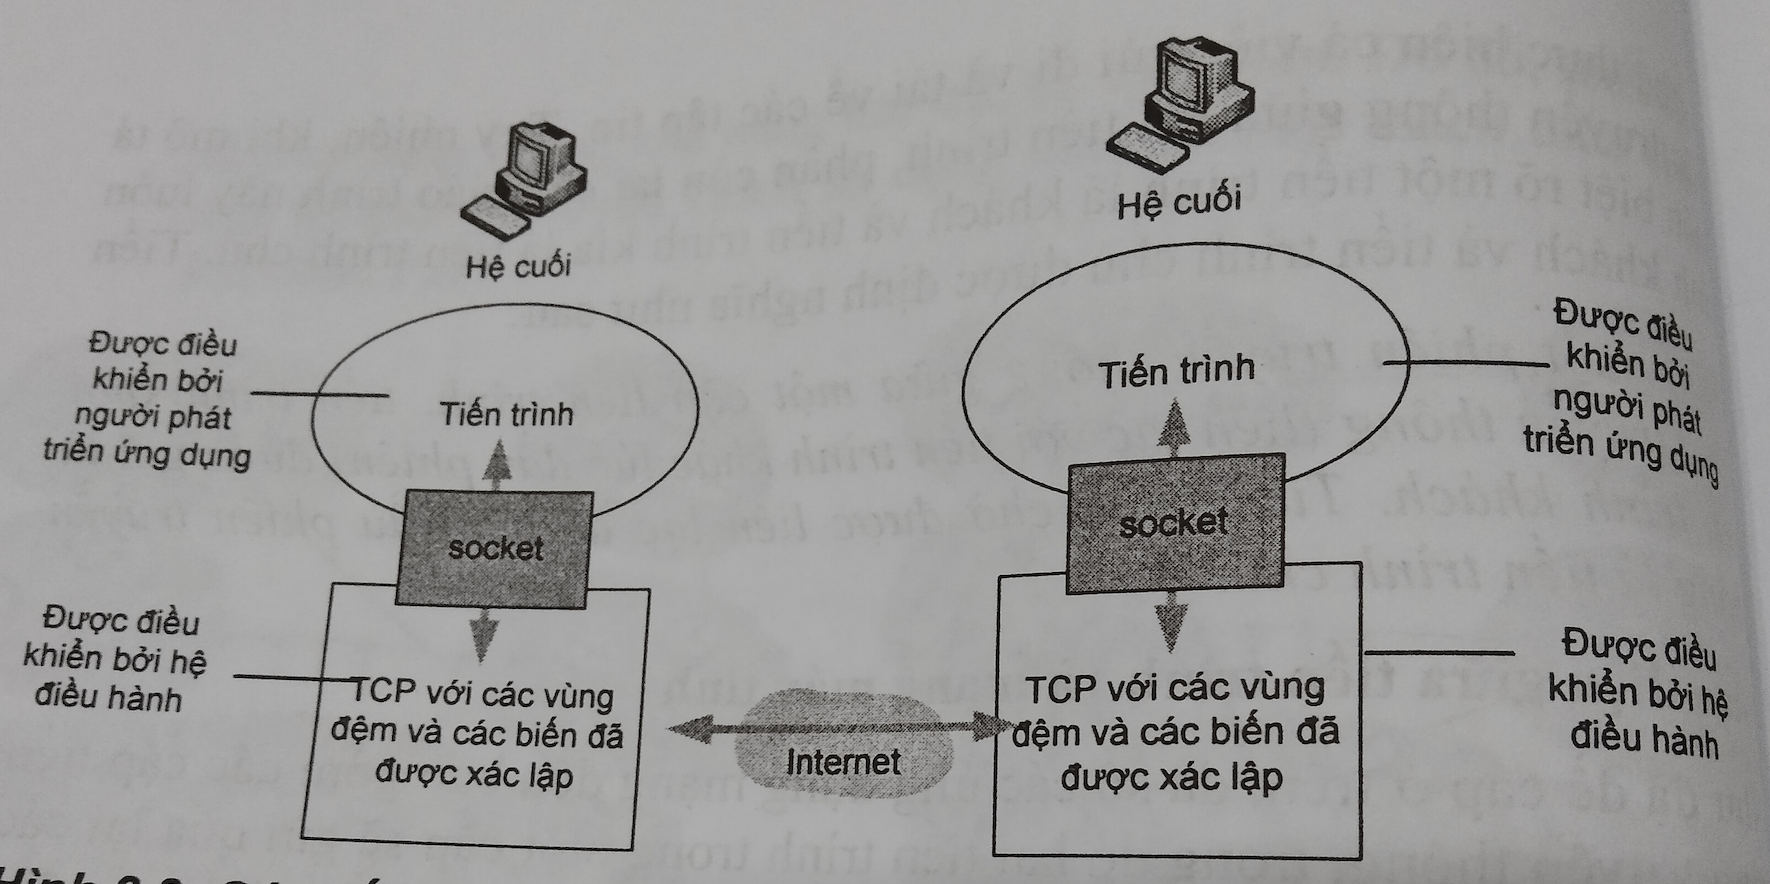 Hệ cuối
Được điều
khiển bởi
người phát
triển ứng dụng
Tiến trình
socket
Được điều
khiển bởi hệ
điều hành
TCP với các vùng
đệm và các biến đã
được xác lập
Internet
Hệ cuối
Tiến trình
Được điều
khiển bởi
người phát
triển ứng dụng
socket
TCP với các vùng
đệm và các biến đã
được xác lập
Được điều
khiển bởi hệ
điều hành